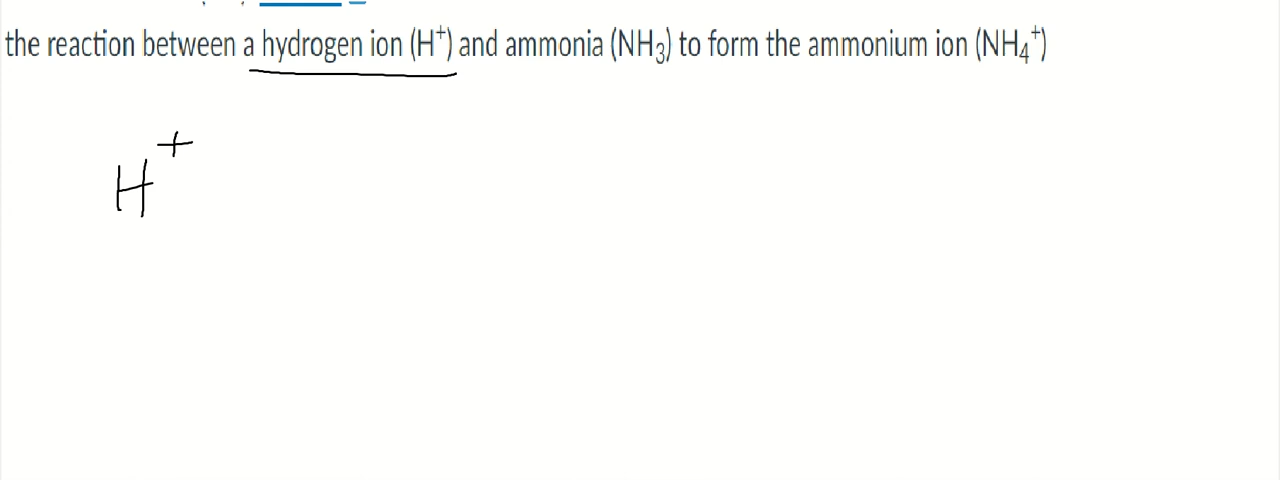 the reaction between a hydrogen ion (H⁺) and ammonia (NH₃) to form the ammonium ion (NH₄⁺)
H⁺